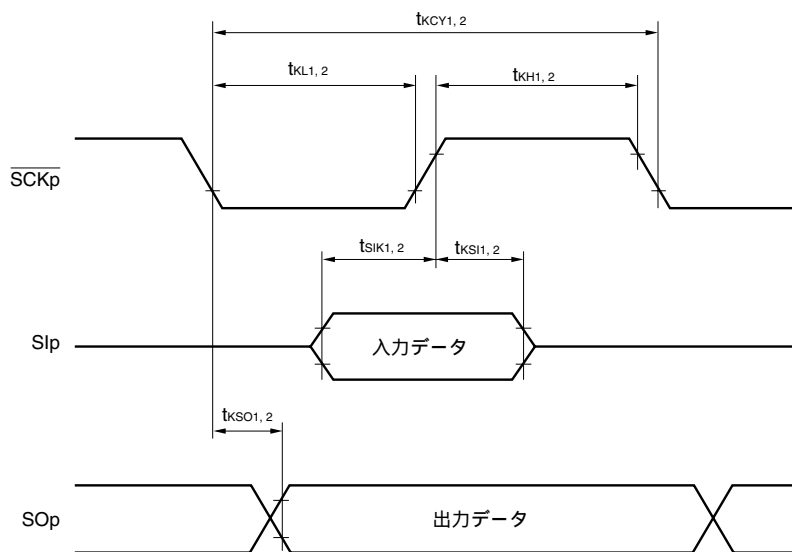 tKCY1, 2
tKL1, 2
tKH1, 2
SCKp
tSIK1, 2
tKSI1, 2
SIp
入力データ
tKSO1, 2
SOp
出力データ